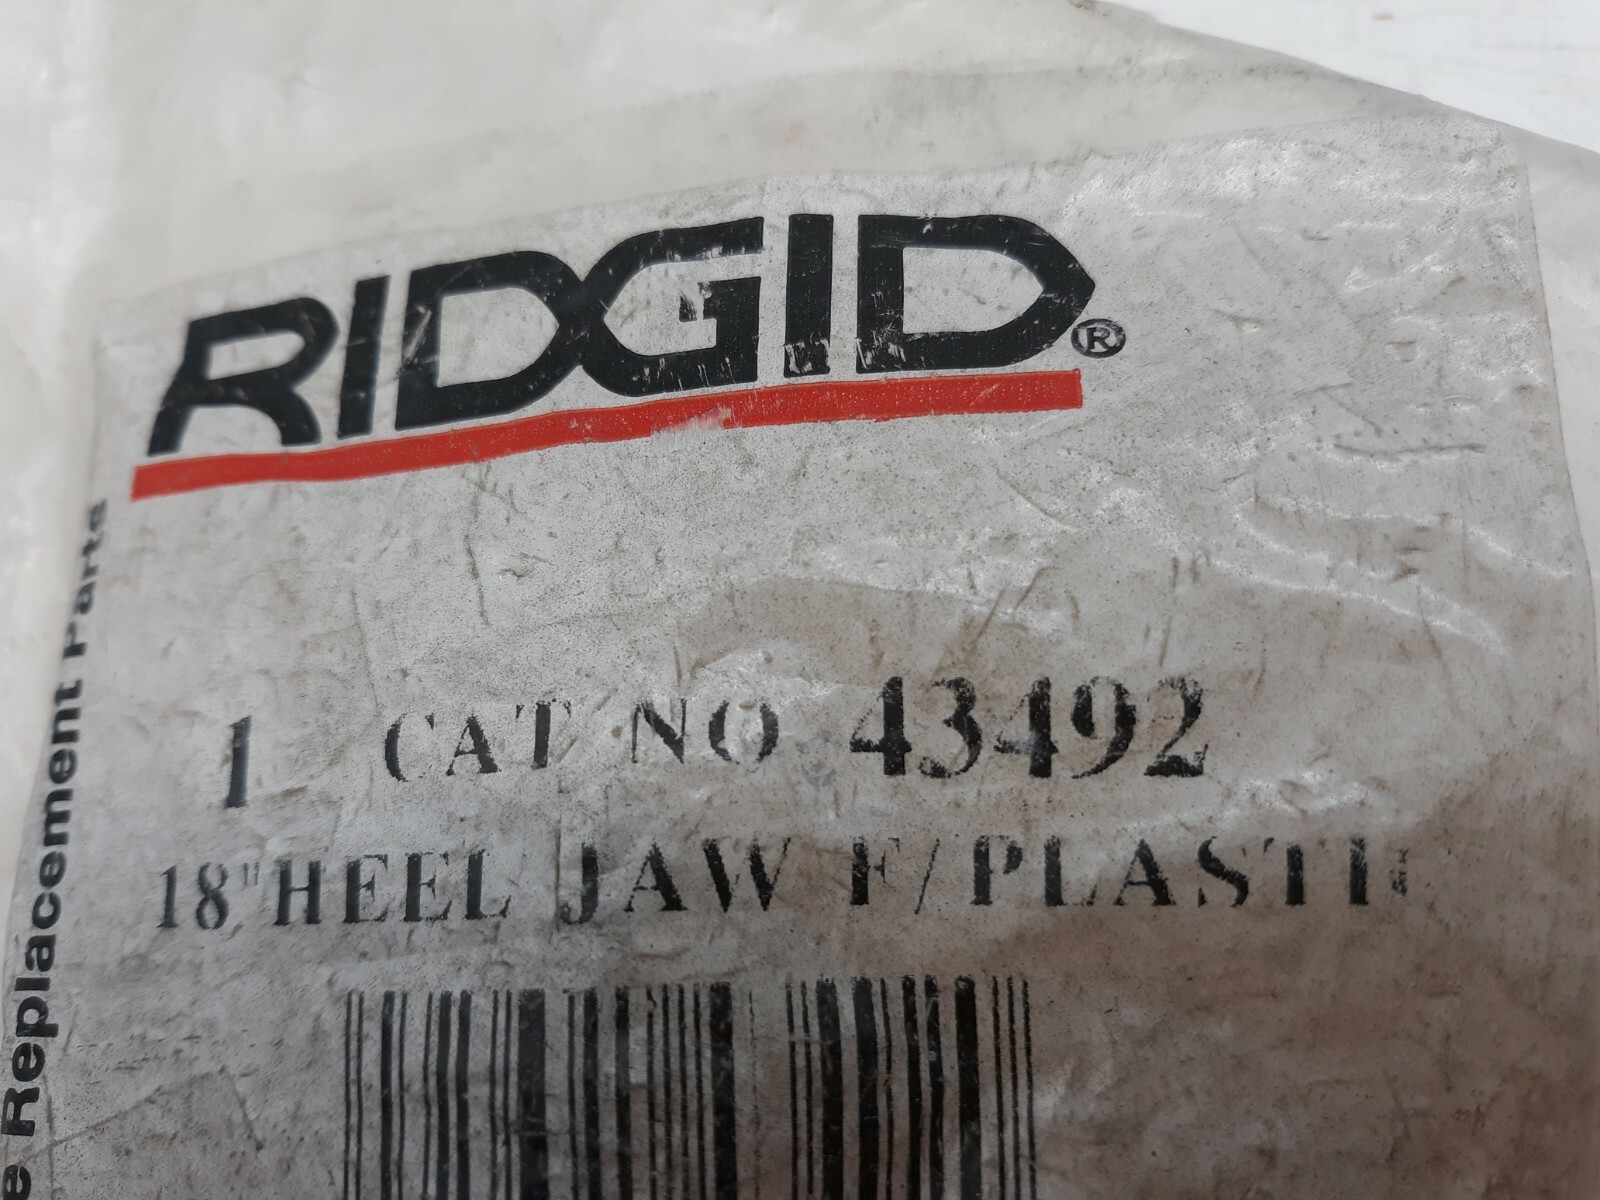 RIDGID®
1 CAT NO 43492
18"HEEL JAW F/PLASTI
e Replacement Parts